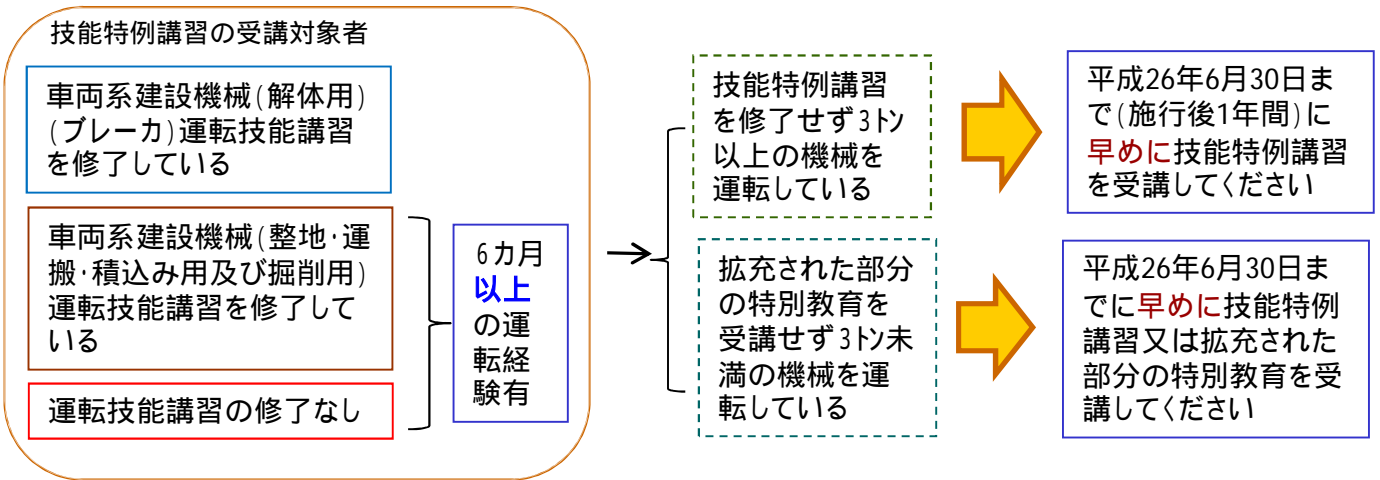 技能特例講習の受講対象者
車両系建設機械(解体用)
(ブレーカ)運転技能講習
を修了している
車両系建設機械(整地・運
搬・積込み用及び掘削用)
運転技能講習を修了して
いる
運転技能講習の修了なし
6カ月
以上
の運
転経
験有
技能特例講習
を修了せず3トン
以上の機械を
運転している
拡充された部分
の特別教育を
受講せず3トン未
満の機械を運
転している
平成26年6月30日ま
で(施行後1年間)に
早めに技能特例講習
を受講してください
平成26年6月30日ま
でに早めに技能特例
講習又は拡充された
部分の特別教育を受
講してください